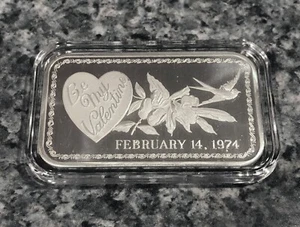 Be
My
Valentine
FEBRUARY 14, 1974